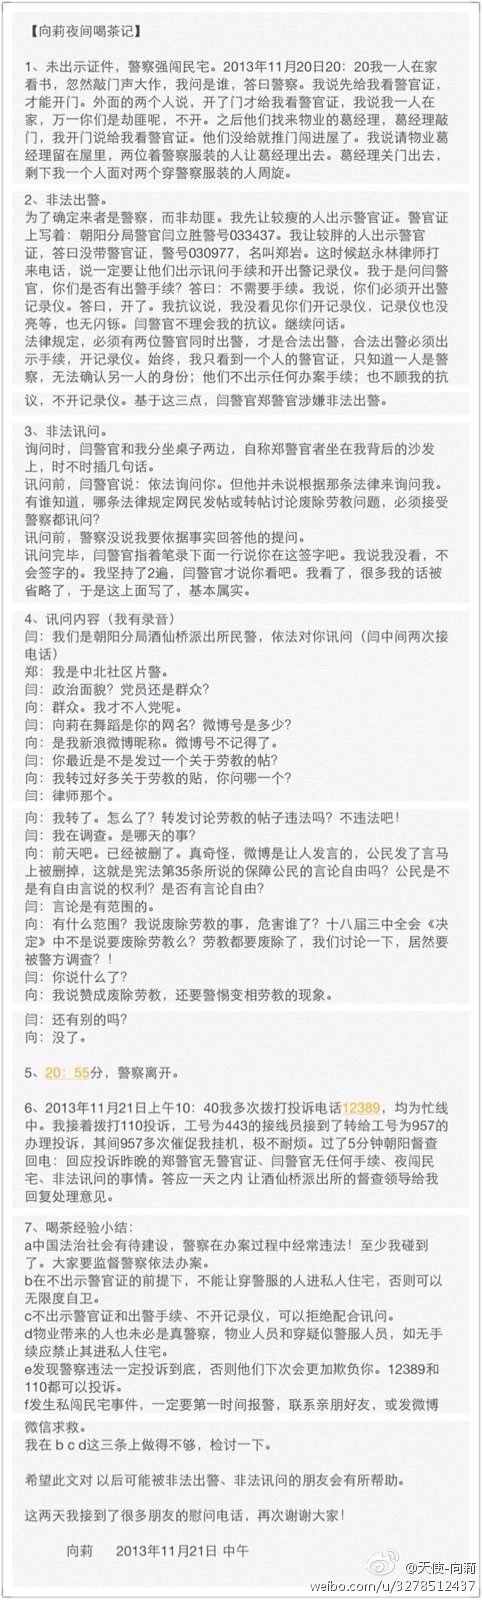 【向莉夜间喝茶记】
1、未出示证件，警察强闯民宅。2013年11月20日20：20我一人在家
看书，忽然敲门声大作，我问是谁，答曰警察。我说先给我看警官证，
才能开门。外面的两个人说，开了门才给我看警官证，我说我一人在
家，万一你们是劫匪呢，不开。之后他们找来物业的葛经理，葛经理敲
门，我开门说给我看警官证。他们没给就推门闯进屋了。我说请物业葛
经理留在屋里，两位着警察服装的人让葛经理出去。葛经理关门出去，
剩下我一个人面对两个穿警察服装的人周旋。
2、非法出警。
为了确定来者是警察，而非劫匪。我先让较瘦的人出示警官证。警官证
上写着：朝阳分局警官闫立胜警号033437。我让较胖的人出示警官
证，答曰没带警官证，警号030977，名叫郑岩。这时候赵永林律师打
来电话，说一定要让他们出示讯问手续和开出警记录仪。我于是问闫警
官，你们是否有出警手续？答曰：不需要手续。我说，你们必须开出警
记录仪。答曰，开了。我抗议说，我没看见你们开记录仪，记录仪也没
亮等，也无闪铄。闫警官不理会我的抗议。继续问话。
法律规定，必须有两位警官同时出警，才是合法出警，合法出警必须出
示手续，开记录仪。始终，我只看到一个人的警官证，只知道一人是警
察，无法确认另一人的身份；他们不出示任何办案手续；也不顾我的抗
议，不开记录仪。基于这三点，闫警官郑警官涉嫌非法出警。
3、非法讯问。
询问时，闫警官和我分坐桌子两边，自称郑警官者坐在我背后的沙发
上，时不时插几句话。
讯问前，闫警官说：依法询问你。但他并未说根据那条法律来询问我。
有谁知道，哪条法律规定网民发帖或转帖讨论废除劳教问题，必须接受
警察都讯问？
讯问前，警察没说我要依据事实回答他的提问。
讯问完毕，闫警官指着笔录下面一行说你在这签字吧。我说我没看，不
会签字的。我坚持了2遍，闫警官才说你看吧。我看了，很多我的话被
省略了，于是这上面写了，基本属实。
4、讯问内容（我有录音）
闫：我们是朝阳分局酒仙桥派出所民警，依法对你讯问（闫中间两次接
电话）
郑：我是中北社区片警。
闫：政治面貌？党员还是群众？
向：群众。我才不入党呢。
闫：向莉在舞蹈是你的网名？微博号是多少？
向：是我新浪微博昵称。微博号不记得了。
闫：你最近是不是发过一个关于劳教的帖？
向：我转过好多关于劳教的贴，你问哪一个？
闫：律师那个。
向：我转了。怎么了？转发讨论劳教的帖子违法吗？不违法吧！
闫：我在调查。是哪天的事？
向：前天吧。已经被删了。真奇怪，微博是让人发言的，公民发了言马
上被删掉，这就是宪法第35条所说的保障公民的言论自由吗？公民是不
是有自由言说的权利？是否有言论自由？
闫：言论是有范围的。
向：有什么范围？我说废除劳教的事，危害谁了？十八届三中全会《决
定》中不是说要废除劳教么？劳教都要废除了，我们讨论一下，居然要
被警方调查？！
闫：你说什么了？
向：我说赞成废除劳教，还要警惕变相劳教的现象。
闫：还有别的吗？
向：没了。
5、20：55分，警察离开。
6、2013年11月21日上午10：40我多次拨打投诉电话12389，均为忙线
中。我接着拨打110投诉，工号为443的接线员接到了转给工号为957的
办理投诉，其间957多次催促我挂机，极不耐烦。过了5分钟朝阳督查
回电：回应投诉昨晚的郑警官无警官证、闫警官无任何手续、夜闯民
宅、非法讯问的事情。答应一天之内 让酒仙桥派出所的督查领导给我
回复处理意见。
7、喝茶经验小结：
a中国法治社会有待建设，警察在办案过程中经常违法！至少我碰到
了。大家要监督警察依法办案。
b在不出示警官证的前提下，不能让穿警服的人进私人住宅，否则可以
无限度自卫。
c不出示警官证和出警手续、不开记录仪，可以拒绝配合讯问。
d物业带来的人也未必是真警察，物业人员和穿疑似警服人员，如无手
续应禁止其进私人住宅。
e发现警察违法一定投诉到底，否则他们下次会更加欺负你。12389和
110都可以投诉。
f发生私闯民宅事件，一定要第一时间报警，联系亲朋好友，或发微博
微信求救。
我在 b c d这三条上做得不够，检讨一下。
希望此文对 以后可能被非法出警、非法讯问的朋友会有所帮助。
这两天我接到了很多朋友的慰问电话，再次谢谢大家！
向莉 2013年11月21日 中午
@天使-向莉
weibo.com/u/3278512437